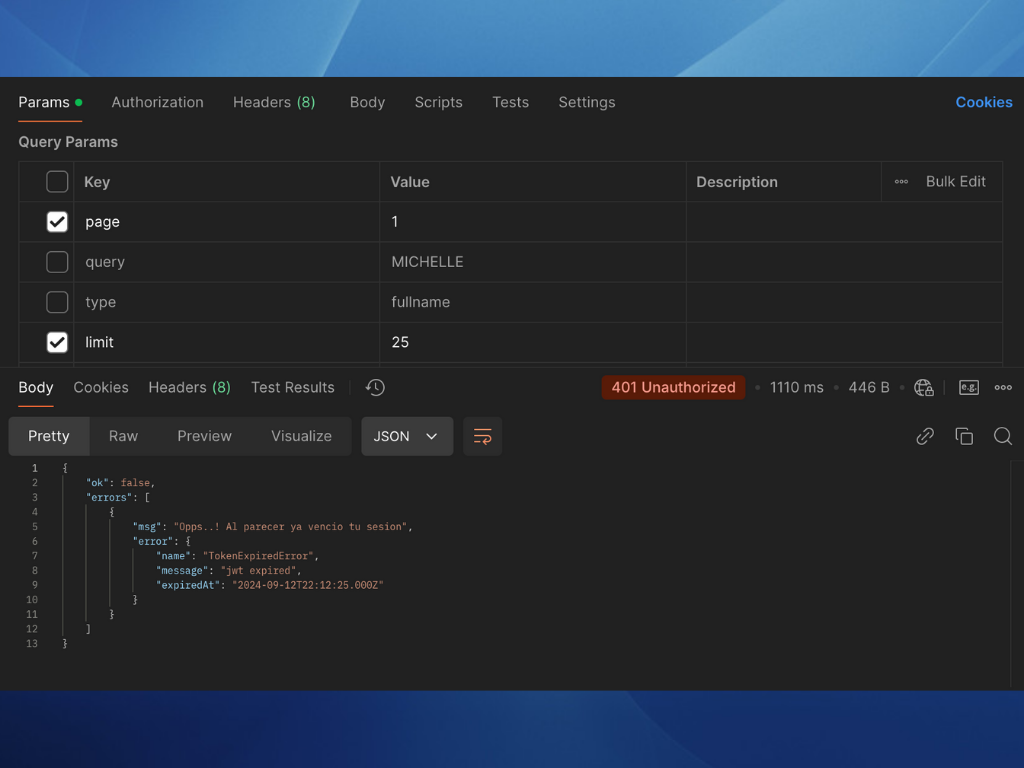 Params Authorization Headers (8) Body Scripts Tests Settings Cookies
Query Params
Key Value Description Bulk Edit
page 1
query MICHELLE
type fullname
limit 25
Body Cookies Headers (8) Test Results 401 Unauthorized 1110 ms 446 B e.g.
Pretty Raw Preview Visualize JSON
1 {
2 "ok": false,
3 "errors": [
4 {
5 "msg": "Opps..! Al parecer ya vencio tu sesion",
6 "error": {
7 "name": "TokenExpiredError",
8 "message": "jwt expired",
9 "expiredAt": "2024-09-12T22:12:25.000Z"
10 }
11 }
12 ]
13 }